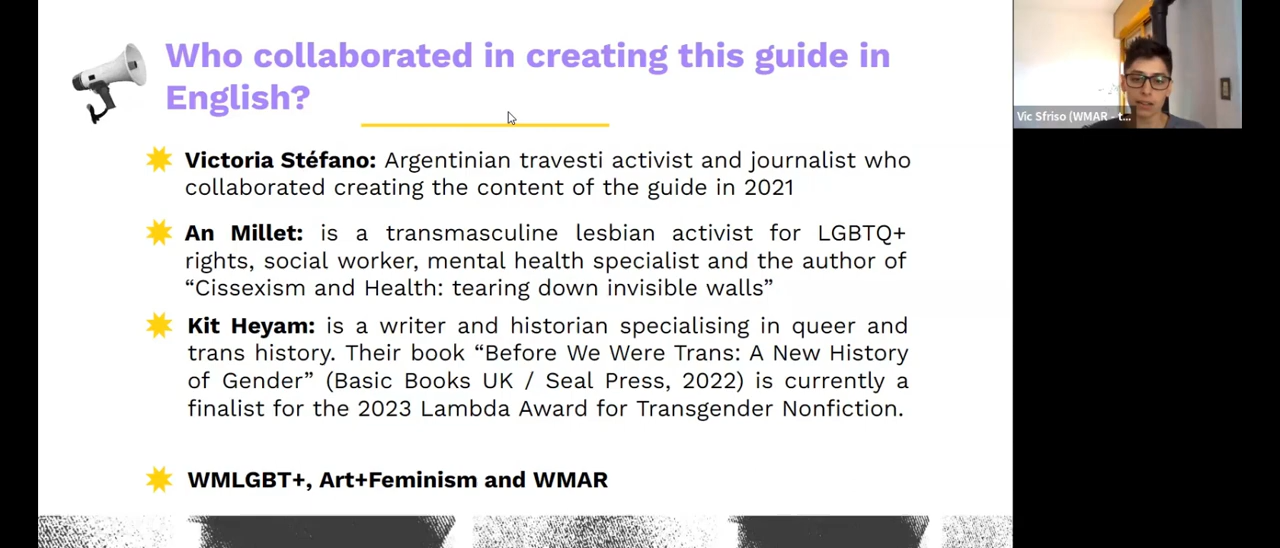 Who collaborated in creating this guide in
English?
Victoria Stéfano: Argentinian travesti activist and journalist who
collaborated creating the content of the guide in 2021
An Millet: is a transmasculine lesbian activist for LGBTQ+
rights, social worker, mental health specialist and the author of
“Cissexism and Health: tearing down invisible walls”
Kit Heyam: is a writer and historian specialising in queer and
trans history. Their book “Before We Were Trans: A New History
of Gender” (Basic Books UK / Seal Press, 2022) is currently a
finalist for the 2023 Lambda Award for Transgender Nonfiction.
WMLGBT+, Art+Feminism and WMAR
Vic Sfriso (WMAR - t...